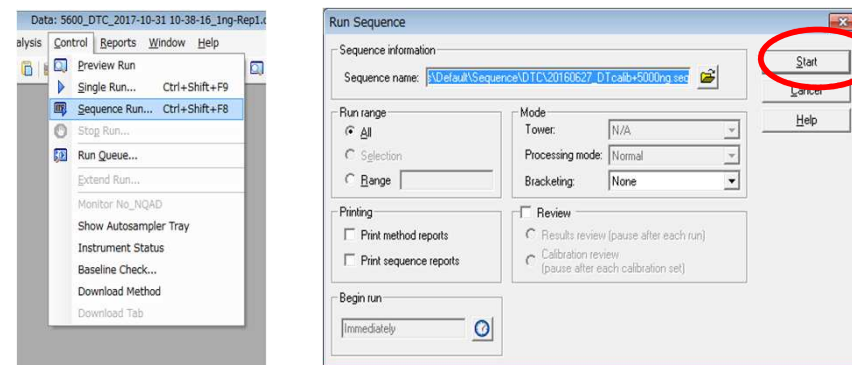 Data: 5600_DTC_2017-10-31 10-38-16_1ng-Rep1.
alysis Control Reports Window Help
Preview Run
Single Run... Ctrl+Shift+F9
Sequence Run... Ctrl+Shift+F8
Stop Run...
Run Queue...
Extend Run...
Monitor No_NQAD
Show Autosampler Tray
Instrument Status
Baseline Check...
Download Method
Download Tab
Run Sequence
Sequence information
Sequence name: :\Default\Sequence\DTC\20160627_DTcalib+5000ng.seq
Start
Cancel
Help
Run range
All
Selection
Range
Mode
Tower: N/A
Processing mode: Normal
Bracketing: None
Printing
Print method reports
Print sequence reports
Review
Results review (pause after each run)
Calibration review
(pause after each calibration set)
Begin run
Immediately